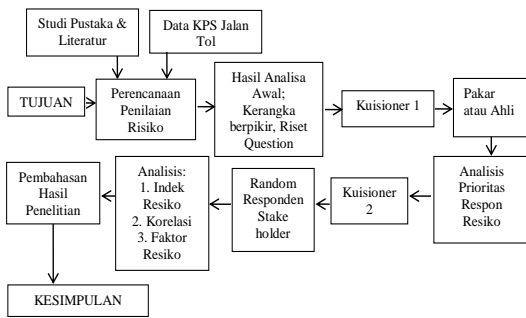 Studi Pustaka &
Literatur
Data KPS Jalan
Tol
TUJUAN
Perencanaan
Penilaian
Risiko
Hasil Analisa
Awal;
Kerangka
berpikir, Riset
Question
Kuisioner 1
Pakar
atau Ahli
Analisis
Prioritas
Respon
Resiko
Kuisioner
2
Random
Responden
Stake
holder
Analisis:
1. Indek
Resiko
2. Korelasi
3. Faktor
Resiko
Pembahasan
Hasil
Penelitian
KESIMPULAN